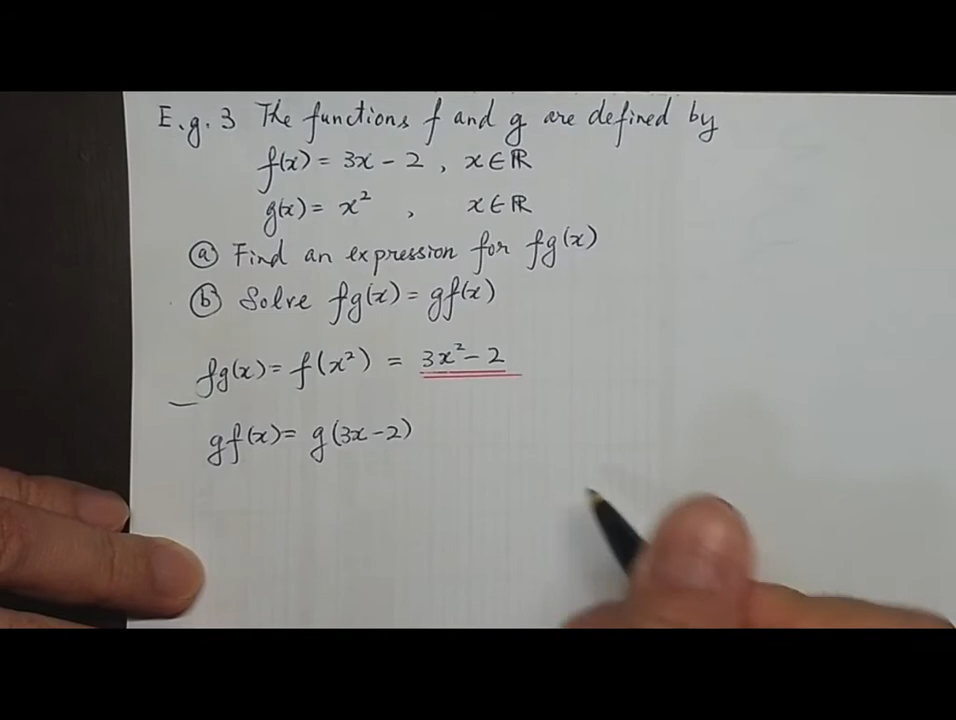 E.g. 3 The functions f and g are defined by
f(x) = 3x - 2, x ∈ ℝ
g(x) = x², x ∈ ℝ
ⓐ Find an expression for fg(x)
ⓑ Solve fg(x) = gf(x)
fg(x) = f(x²) = 3x² - 2
gf(x) = g(3x - 2)